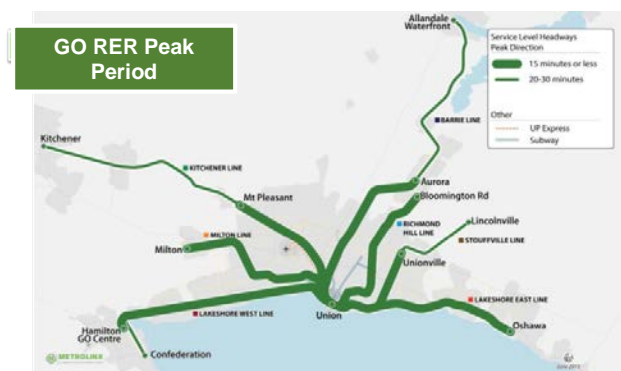 GO RER Peak
Period
Allandale
Waterfront
Service Level Headways
Peak Direction
15 minutes or less
20-30 minutes
Other
UP Express
Subway
BARRIE LINE
Kitchener
KITCHENER LINE
Mt Pleasant
Aurora
Bloomington Rd
RICHMOND
HILL LINE
Lincolnville
STOUFFVILLE LINE
MILTON LINE
Milton
Unionville
LAKESHORE EAST LINE
LAKESHORE WEST LINE
Union
Oshawa
Hamilton
GO Centre
Confederation
METROLINX